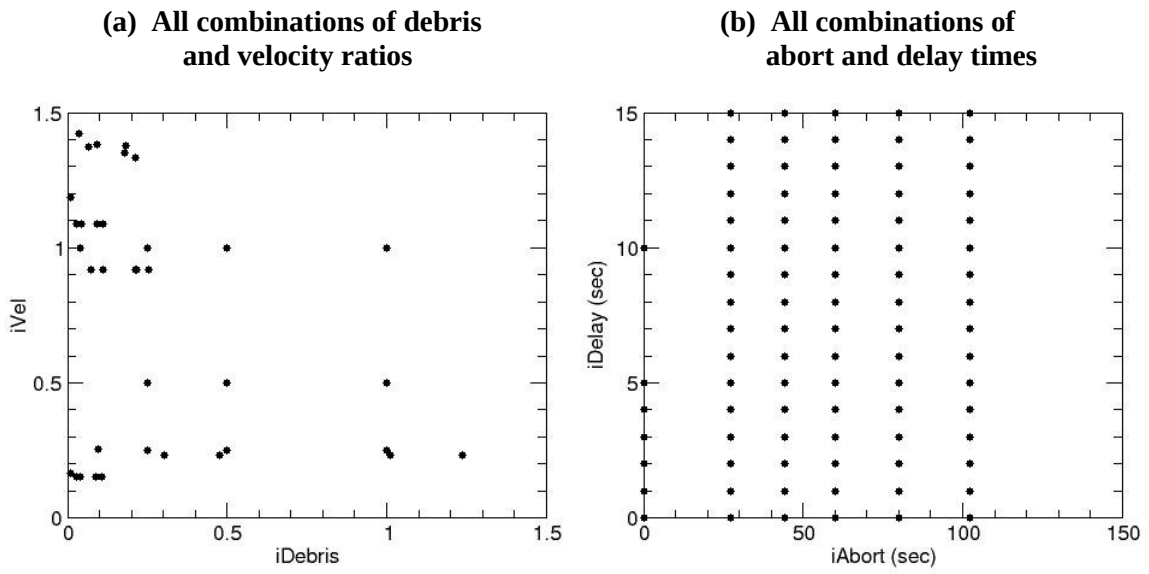 (a) All combinations of debris
and velocity ratios
(b) All combinations of
abort and delay times
1.5
1
0.5
0
iVel
0
0.5
1
1.5
iDebris
15
10
5
0
iDelay (sec)
0
50
100
150
iAbort (sec)